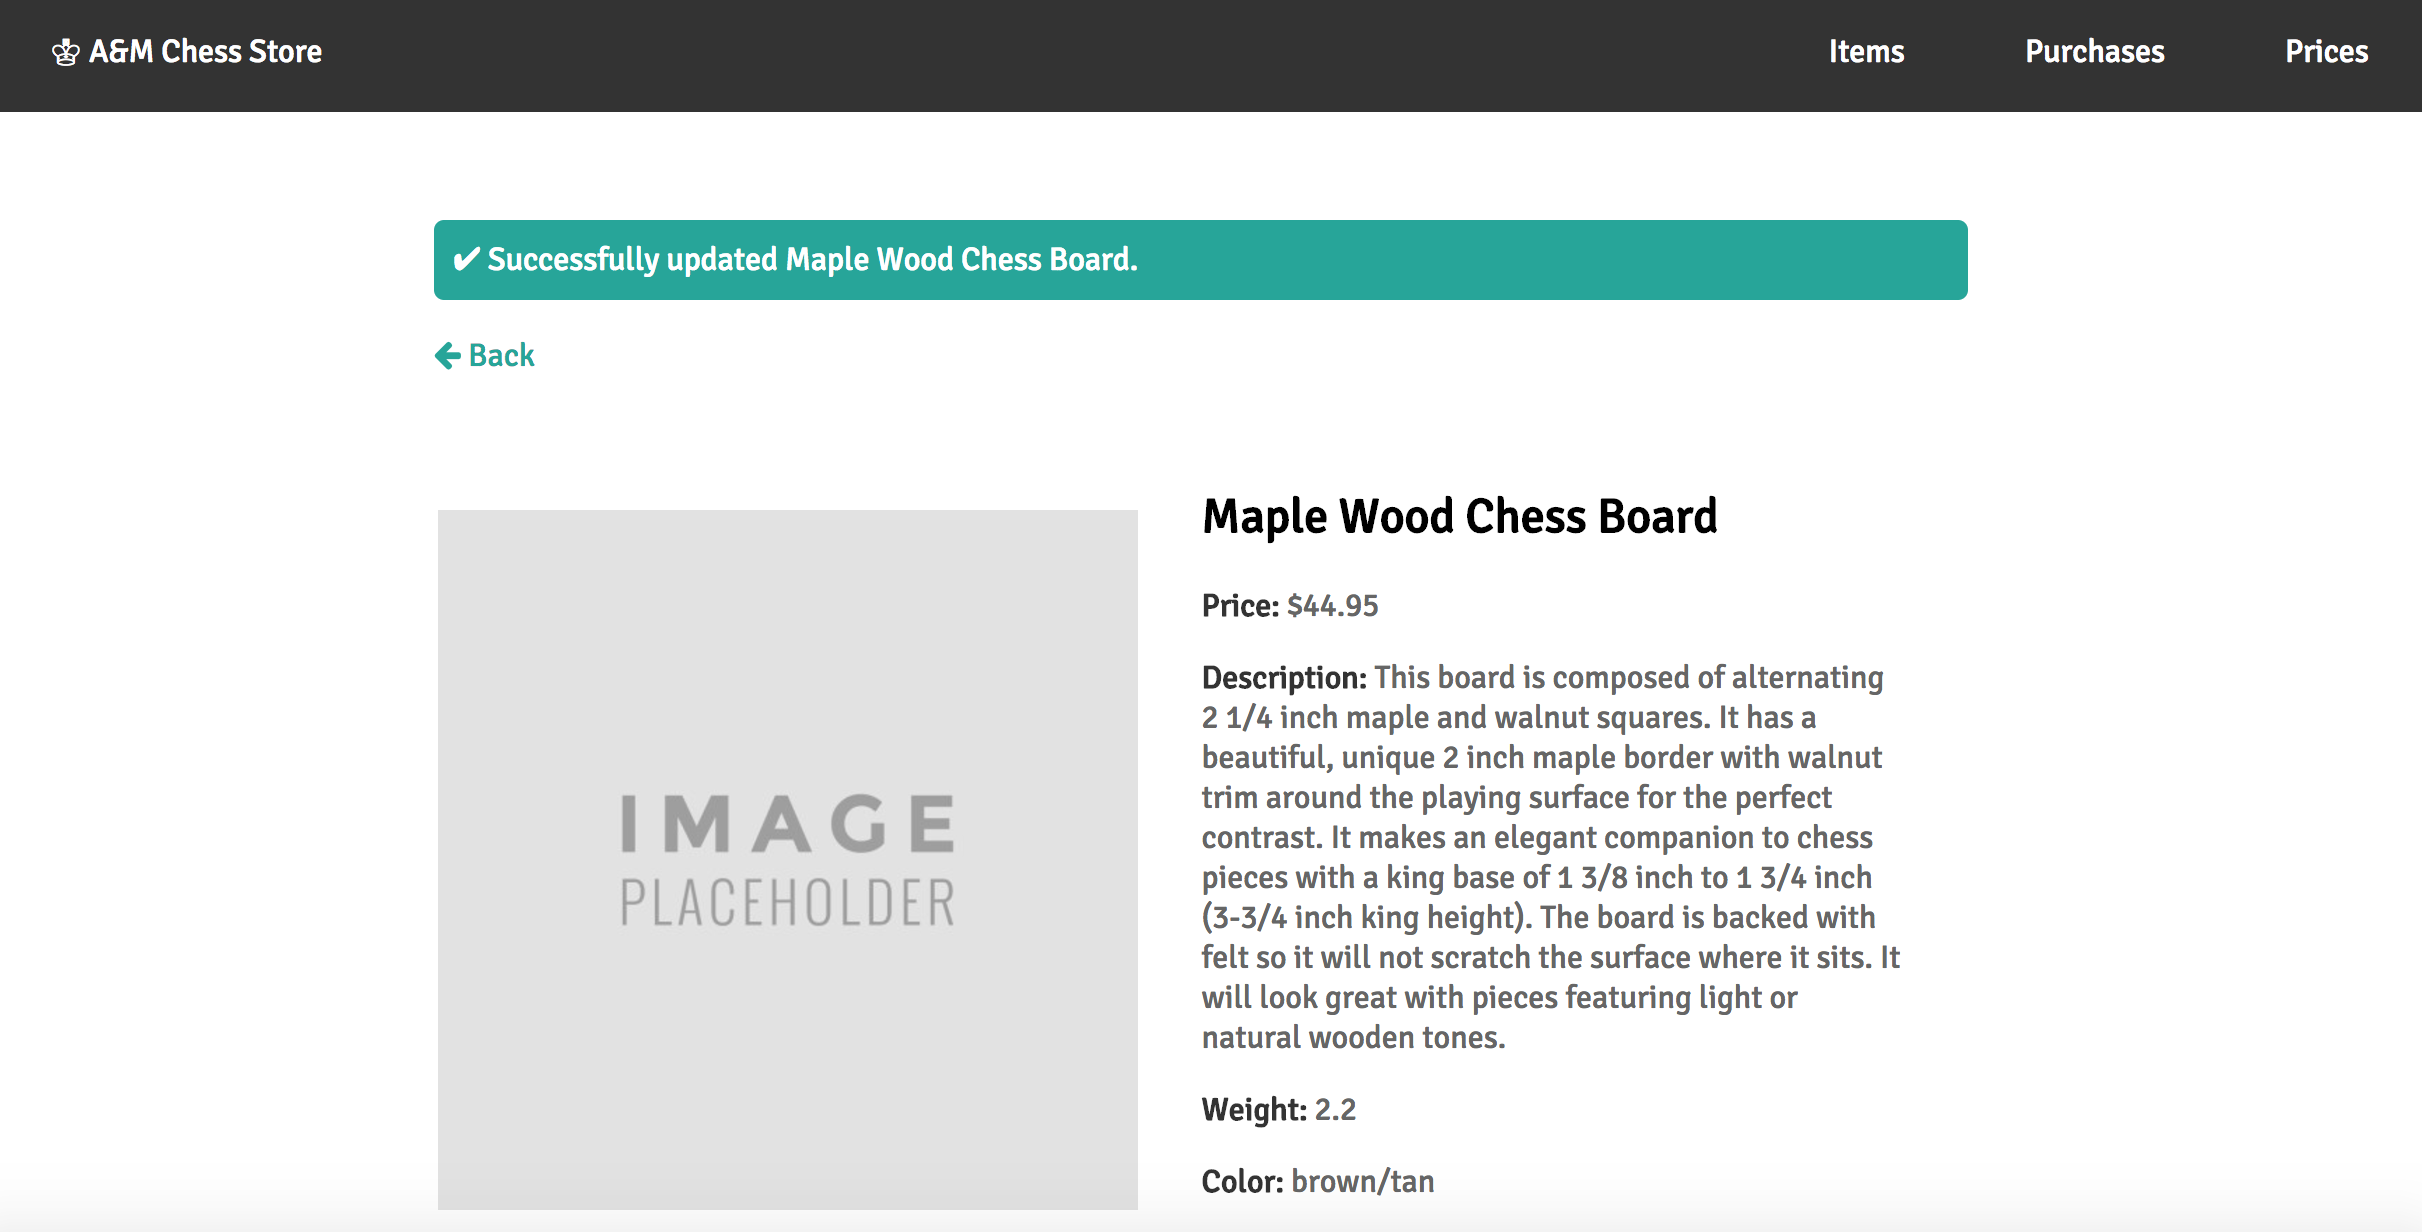 ♔ A&M Chess Store
Items
Purchases
Prices
✔ Successfully updated Maple Wood Chess Board.
Back
IMAGE
PLACEHOLDER
Maple Wood Chess Board
Price: $44.95
Description: This board is composed of alternating
2 1/4 inch maple and walnut squares. It has a
beautiful, unique 2 inch maple border with walnut
trim around the playing surface for the perfect
contrast. It makes an elegant companion to chess
pieces with a king base of 1 3/8 inch to 1 3/4 inch
(3-3/4 inch king height). The board is backed with
felt so it will not scratch the surface where it sits. It
will look great with pieces featuring light or
natural wooden tones.
Weight: 2.2
Color: brown/tan